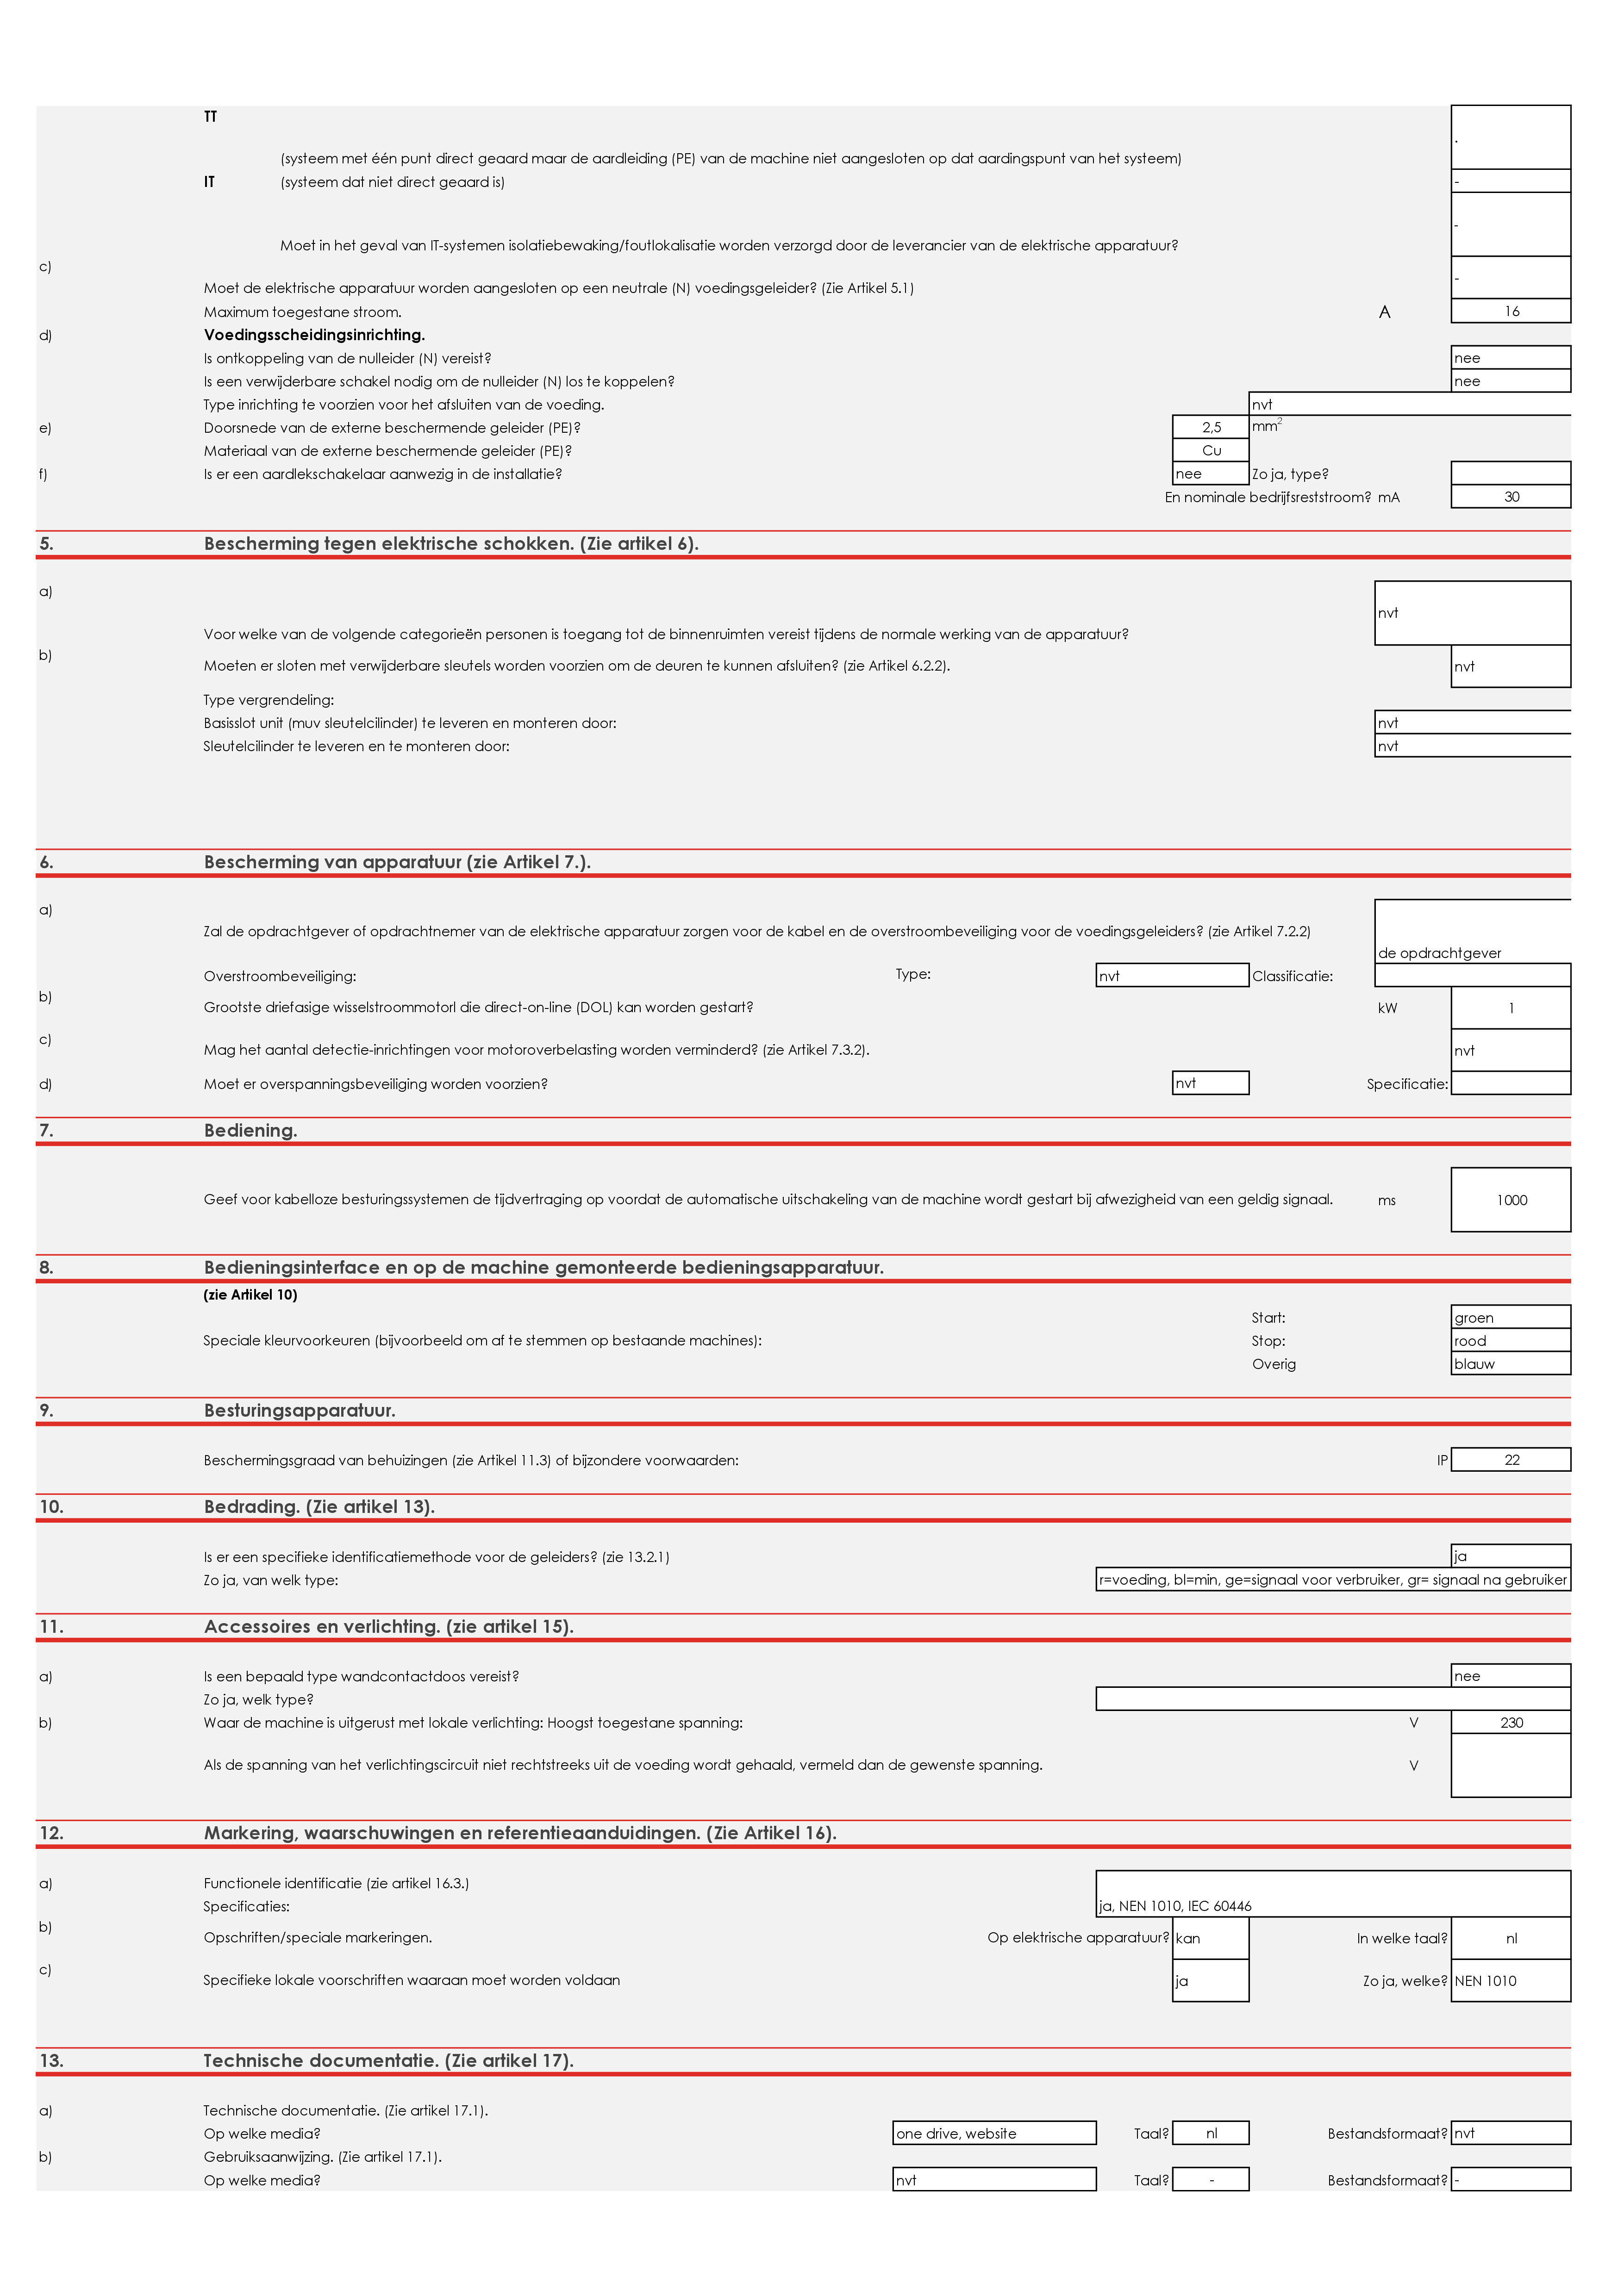 TT
.
(systeem met één punt direct geaard maar de aardleiding (PE) van de machine niet aangesloten op dat aardingspunt van het systeem)
IT (systeem dat niet direct geaard is) -
-
Moet in het geval van IT-systemen isolatiebewaking/foutlokalisatie worden verzorgd door de leverancier van de elektrische apparatuur?
c)
Moet de elektrische apparatuur worden aangesloten op een neutrale (N) voedingsgeleider? (Zie Artikel 5.1) -
Maximum toegestane stroom. A 16
d) Voedingsscheidingsinrichting.
Is ontkoppeling van de nulleider (N) vereist? nee
Is een verwijderbare schakel nodig om de nulleider (N) los te koppelen? nee
Type inrichting te voorzien voor het afsluiten van de voeding. nvt
e) Doorsnede van de externe beschermende geleider (PE)? 2,5 mm²
Materiaal van de externe beschermende geleider (PE)? Cu
f) Is er een aardlekschakelaar aanwezig in de installatie? nee Zo ja, type?
En nominale bedrijfsreststroom? mA 30
5. Bescherming tegen elektrische schokken. (Zie artikel 6).
a)
nvt
Voor welke van de volgende categorieën personen is toegang tot de binnenruimten vereist tijdens de normale werking van de apparatuur?
b)
Moeten er sloten met verwijderbare sleutels worden voorzien om de deuren te kunnen afsluiten? (zie Artikel 6.2.2). nvt
Type vergrendeling:
Basisslot unit (muv sleutelcilinder) te leveren en monteren door: nvt
Sleutelcilinder te leveren en te monteren door: nvt
6. Bescherming van apparatuur (zie Artikel 7.).
a)
Zal de opdrachtgever of opdrachtnemer van de elektrische apparatuur zorgen voor de kabel en de overstroombeveiliging voor de voedingsgeleiders? (zie Artikel 7.2.2)
de opdrachtgever
Overstroombeveiliging: Type: nvt Classificatie:
b)
Grootste driefasige wisselstroommotorl die direct-on-line (DOL) kan worden gestart? kW 1
c)
Mag het aantal detectie-inrichtingen voor motoroverbelasting worden verminderd? (zie Artikel 7.3.2). nvt
d) Moet er overspanningsbeveiliging worden voorzien? nvt Specificatie:
7. Bediening.
Geef voor kabelloze besturingssystemen de tijdvertraging op voordat de automatische uitschakeling van de machine wordt gestart bij afwezigheid van een geldig signaal. ms 1000
8. Bedieningsinterface en op de machine gemonteerde bedieningsapparatuur.
(zie Artikel 10)
Start: groen
Speciale kleurvoorkeuren (bijvoorbeeld om af te stemmen op bestaande machines): Stop: rood
Overig blauw
9. Besturingsapparatuur.
Beschermingsgraad van behuizingen (zie Artikel 11.3) of bijzondere voorwaarden: IP 22
10. Bedrading. (Zie artikel 13).
Is er een specifieke identificatiemethode voor de geleiders? (zie 13.2.1) ja
Zo ja, van welk type: r=voeding, bl=min, ge=signaal voor verbruiker, gr= signaal na gebruiker
11. Accessoires en verlichting. (zie artikel 15).
a) Is een bepaald type wandcontactdoos vereist? nee
Zo ja, welk type?
b) Waar de machine is uitgerust met lokale verlichting: Hoogst toegestane spanning: V 230
Als de spanning van het verlichtingscircuit niet rechtstreeks uit de voeding wordt gehaald, vermeld dan de gewenste spanning. V
12. Markering, waarschuwingen en referentieaanduidingen. (Zie Artikel 16).
a) Functionele identificatie (zie artikel 16.3.)
Specificaties: ja, NEN 1010, IEC 60446
b)
Opschriften/speciale markeringen. Op elektrische apparatuur? kan In welke taal? nl
c)
Specifieke lokale voorschriften waaraan moet worden voldaan ja Zo ja, welke? NEN 1010
13. Technische documentatie. (Zie artikel 17).
a) Technische documentatie. (Zie artikel 17.1).
Op welke media? one drive, website Taal? nl Bestandsformaat? nvt
b) Gebruiksaanwijzing. (Zie artikel 17.1).
Op welke media? nvt Taal? - Bestandsformaat? -